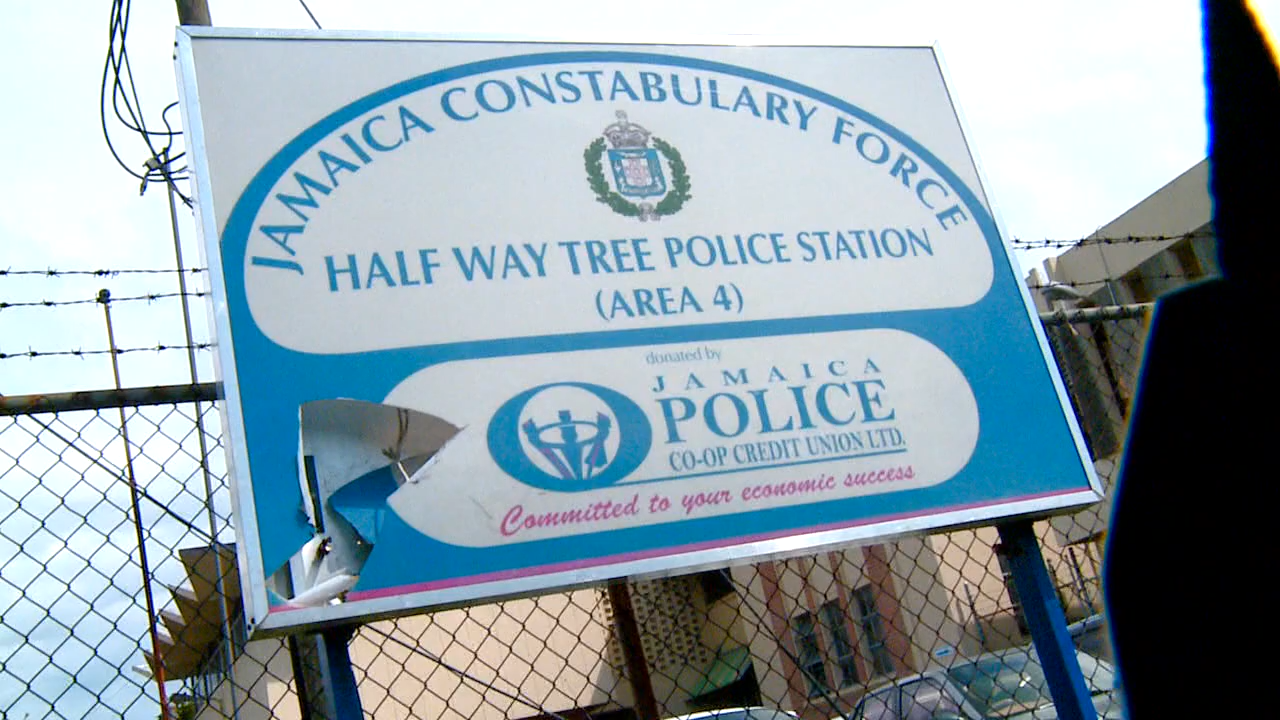 JAMAICA CONSTABULARY FORCE
HALF WAY TREE POLICE STATION
(AREA 4)
donated by
JAMAICA
POLICE
CO-OP CREDIT UNION LTD.
Committed to your economic success